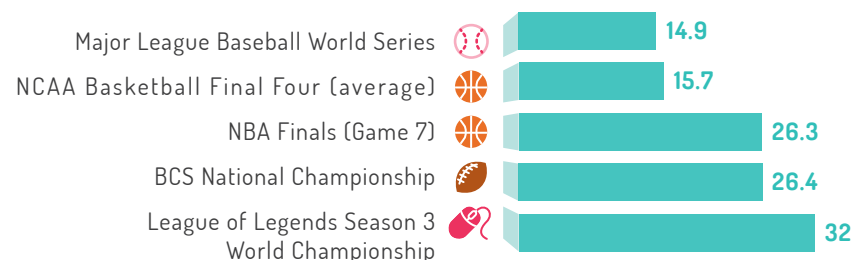 Major League Baseball World Series 14.9
NCAA Basketball Final Four (average) 15.7
NBA Finals (Game 7) 26.3
BCS National Championship 26.4
League of Legends Season 3
World Championship 32